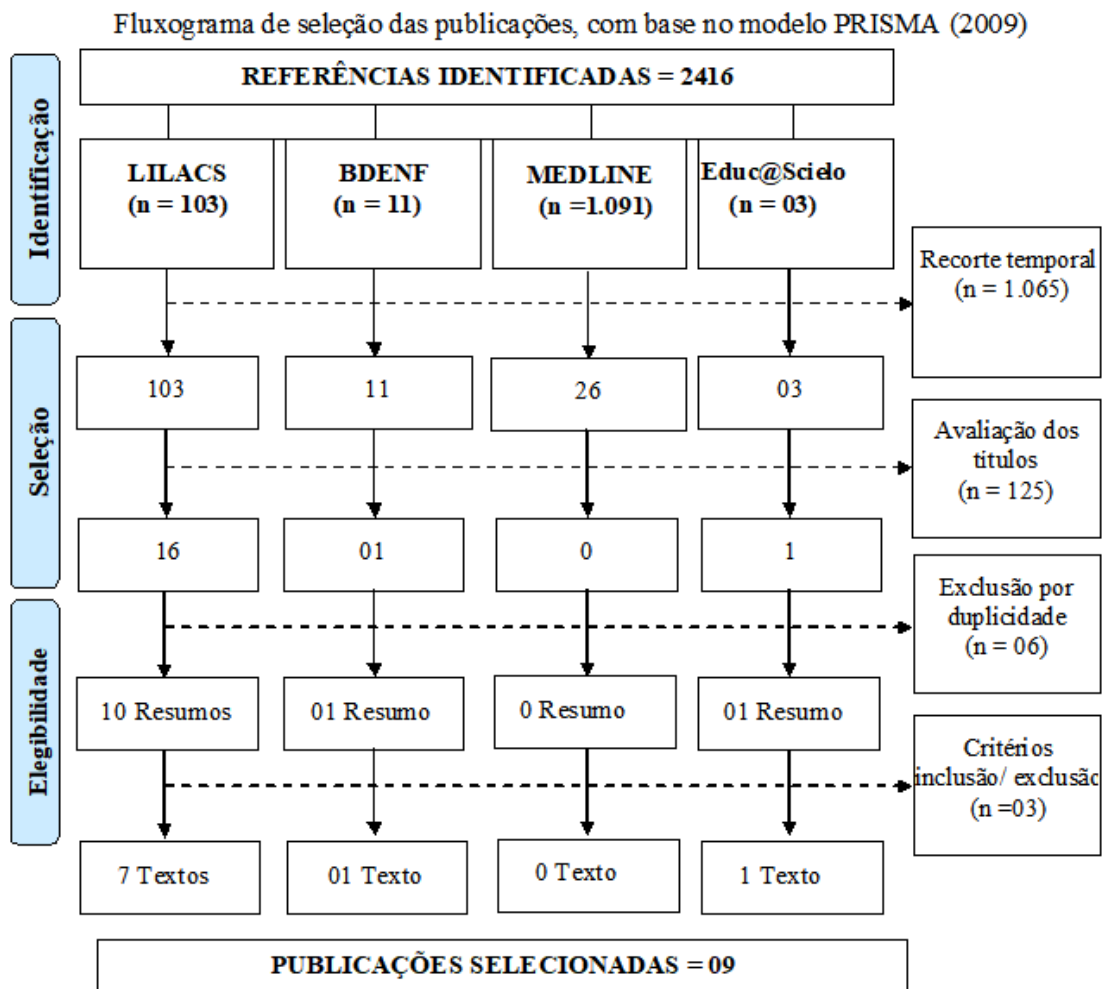 Fluxograma de seleção das publicações, com base no modelo PRISMA (2009)
Identificação
REFERÊNCIAS IDENTIFICADAS = 2416
LILACS
(n = 103)
BDENF
(n = 11)
MEDLINE
(n =1.091)
Educ@Scielo
(n = 03)
Recorte temporal
(n = 1.065)
Seleção
103
11
26
03
Avaliação dos
titulos
(n = 125)
16
01
0
1
Exclusão por
duplicidade
(n = 06)
Elegibilidade
10 Resumos
01 Resumo
0 Resumo
01 Resumo
Critérios
inclusão/ exclusão
(n =03)
7 Textos
01 Texto
0 Texto
1 Texto
PUBLICAÇÕES SELECIONADAS = 09